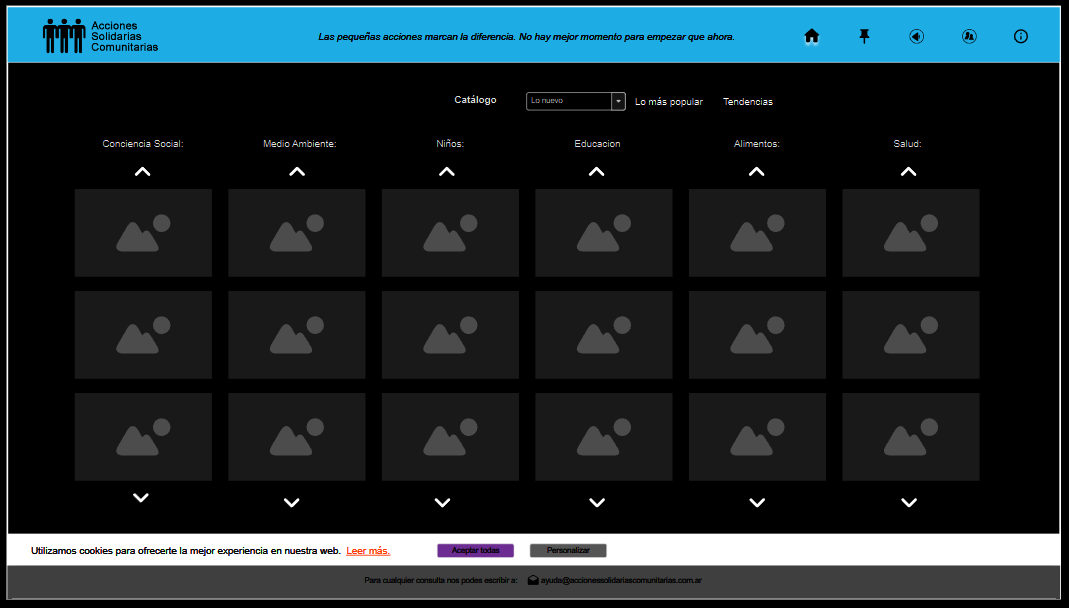 Acciones
Solidarias
Comunitarias
Las pequeñas acciones marcan la diferencia. No hay mejor momento para empezar que ahora.
Catálogo
Lo nuevo
Lo más popular
Tendencias
Conciencia Social:
Medio Ambiente:
Niños:
Educacion
Alimentos:
Salud:
Utilizamos cookies para ofrecerte la mejor experiencia en nuestra web. Leer más.
Aceptar todas
Personalizar
Para cualquier consulta nos podes escribir a: ayuda@accionessolidariascomunitarias.com.ar